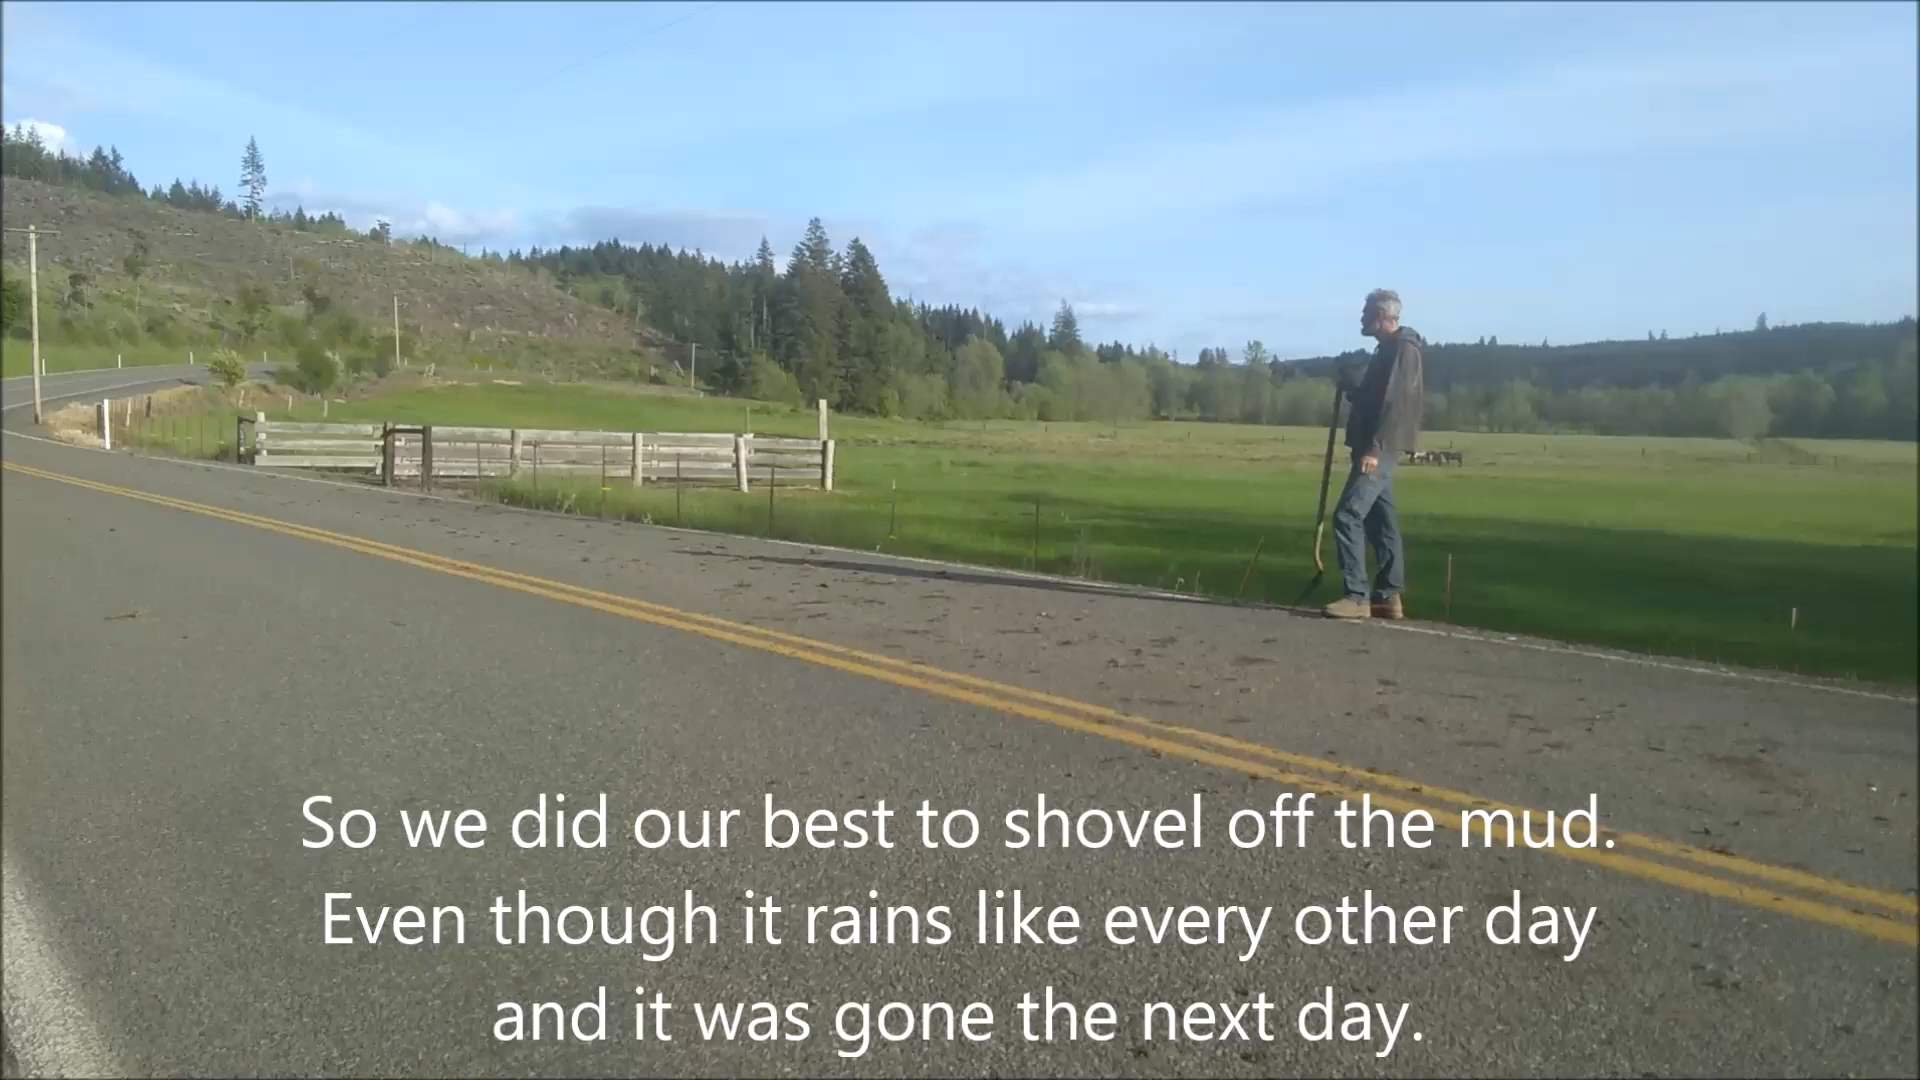 So we did our best to shovel off the mud.
Even though it rains like every other day
and it was gone the next day.